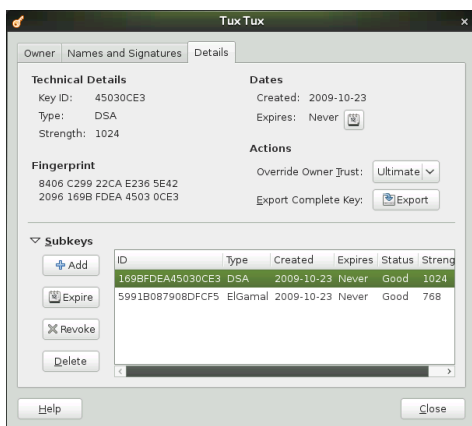 Tux Tux
Owner
Names and Signatures
Details
Technical Details
Key ID: 45030CE3
Type: DSA
Strength: 1024
Fingerprint
8406 C299 22CA E236 5E42
2096 169B FDEA 4503 0CE3
Dates
Created: 2009-10-23
Expires: Never
Actions
Override Owner Trust: Ultimate
Export Complete Key: Export
Subkeys
Add
Expire
Revoke
Delete
ID Type Created Expires Status Streng
169BFDEA45030CE3 DSA 2009-10-23 Never Good 1024
5991B087908DFCF5 ElGamal 2009-10-23 Never Good 768
Help
Close